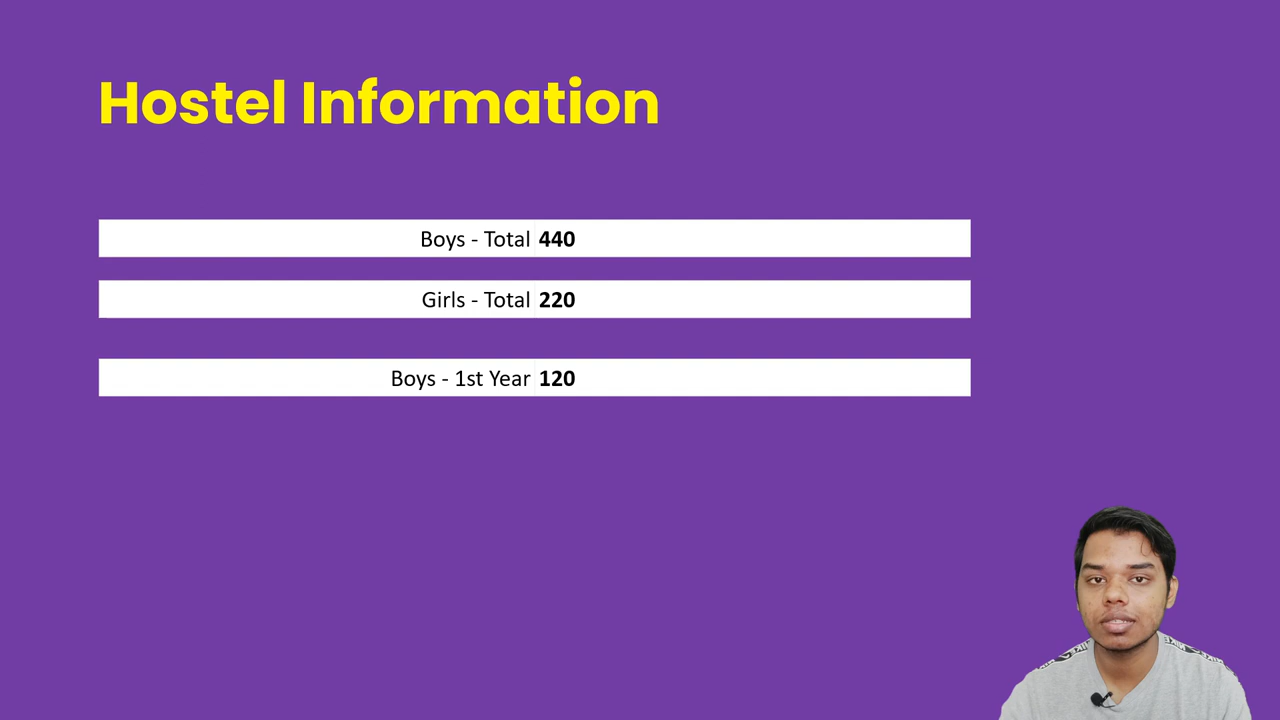 Hostel Information
Boys - Total 440
Girls - Total 220
Boys - 1st Year 120